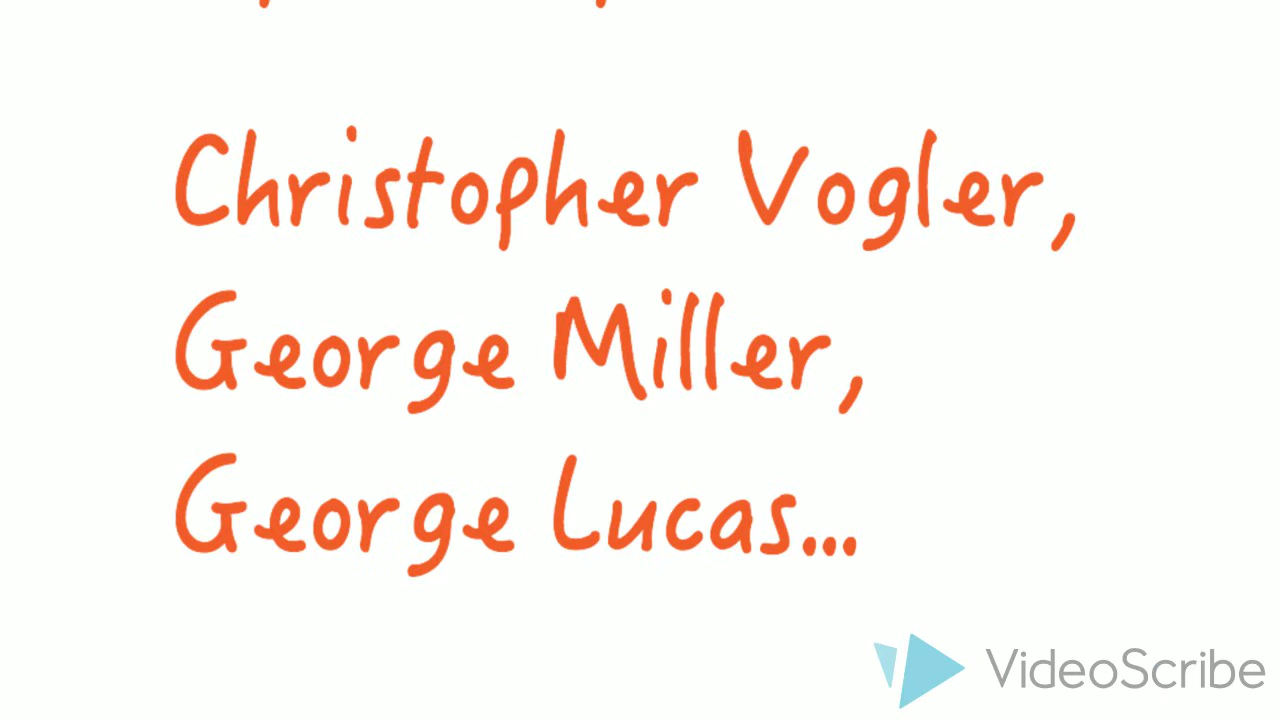 Christopher Vogler,
George Miller,
George Lucas...
VideoScribe